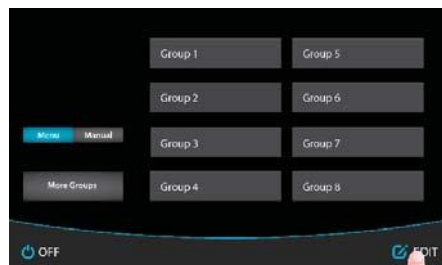 Group 1 Group 5
Group 2 Group 6
Menu Manual
Group 3 Group 7
More Groups
Group 4 Group 8
OFF EDIT